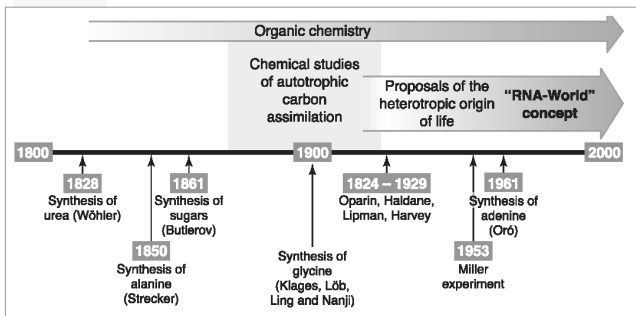 Organic chemistry
Chemical studies
of autotrophic
carbon
assimilation
Proposals of the
heterotropic origin
of life
“RNA-World”
concept
1800
1900
2000
1828
Synthesis of
urea (Wöhler)
1850
Synthesis of
alanine
(Strecker)
1861
Synthesis of
sugars
(Butlerov)
Synthesis of
glycine
(Klages, Löb,
Ling and Nanji)
1824 – 1929
Oparin, Haldane,
Lipman, Harvey
1953
Miller
experiment
1961
Synthesis of
adenine
(Oró)